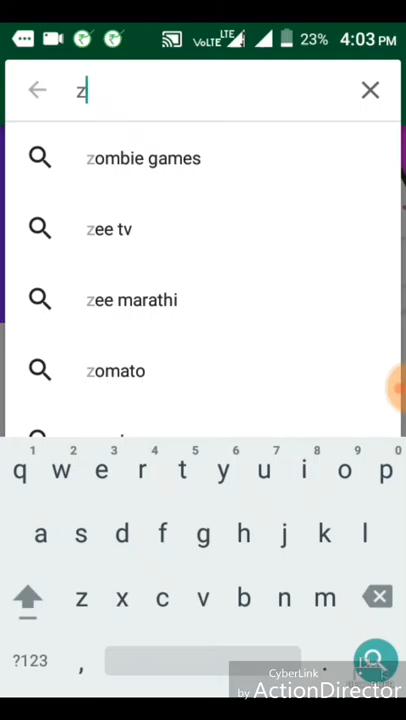 VoLTE LTE 23% 4:03 PM
z
zombie games
zee tv
zee marathi
zomato
1 2 3 4 5 6 7 8 9 0
q w e r t y u i o p
a s d f g h j k l
z x c v b n m
?123 , .
CyberLink
by ActionDirector